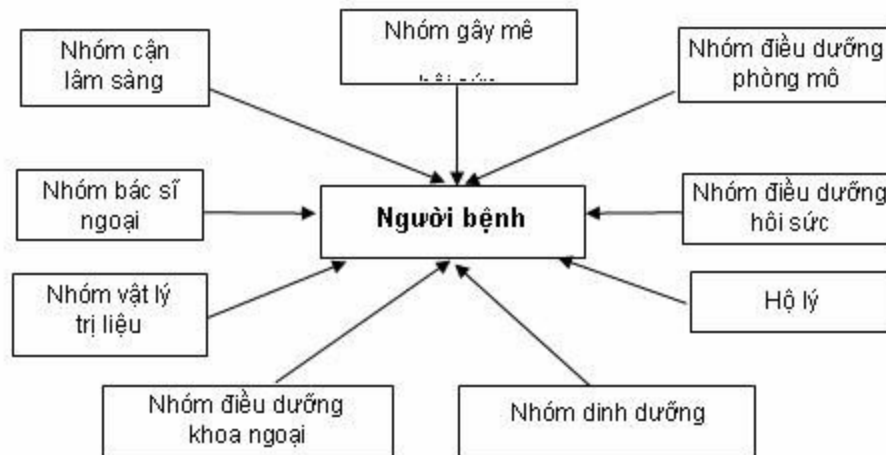 Nhóm cận
lâm sàng
Nhóm gây mê
Nhóm điều dưỡng
phòng mô
Nhóm bác sĩ
ngoại
Người bệnh
Nhóm điều dưỡng
hôi sức
Nhóm vật lý
trị liệu
Hộ lý
Nhóm điều dưỡng
khoa ngoại
Nhóm dinh dưỡng